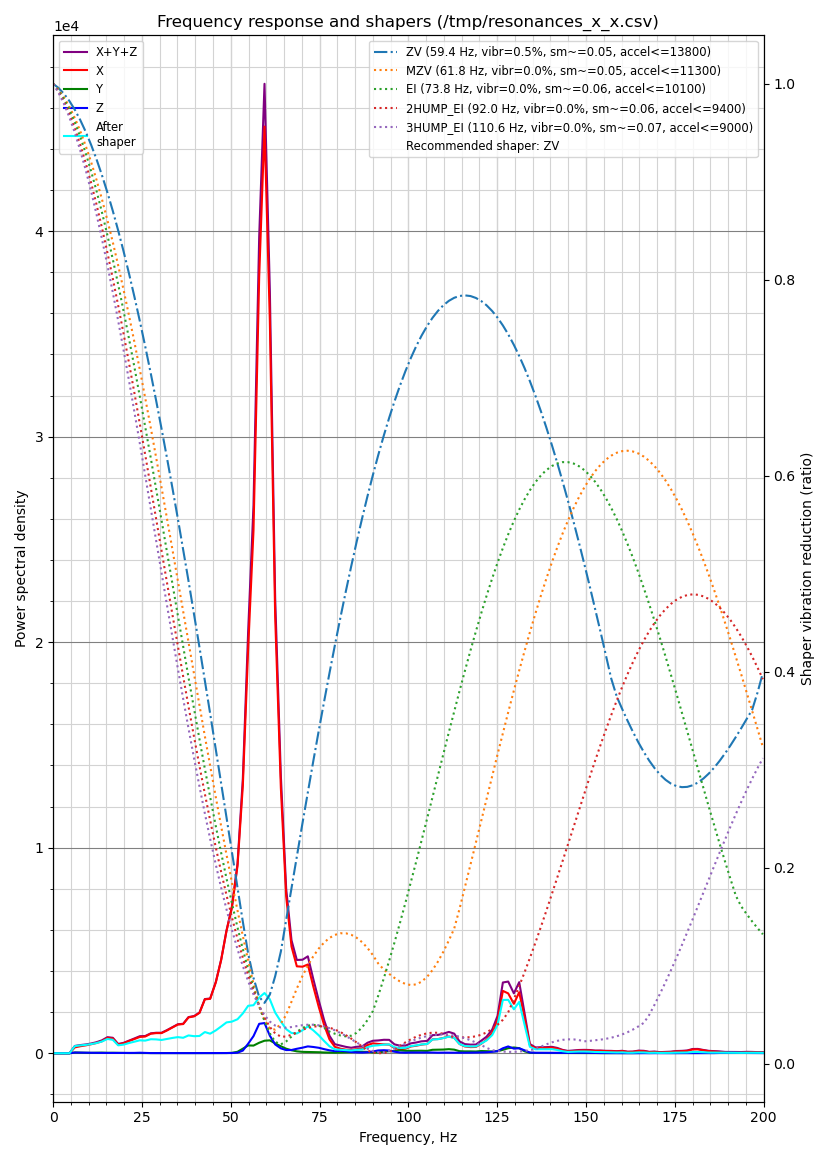 Frequency response and shapers (/tmp/resonances_x_x.csv)
1e4
X+Y+Z
X
Y
Z
After
shaper
ZV (59.4 Hz, vibr=0.5%, sm~=0.05, accel<=13800)
MZV (61.8 Hz, vibr=0.0%, sm~=0.05, accel<=11300)
EI (73.8 Hz, vibr=0.0%, sm~=0.06, accel<=10100)
2HUMP_EI (92.0 Hz, vibr=0.0%, sm~=0.06, accel<=9400)
3HUMP_EI (110.6 Hz, vibr=0.0%, sm~=0.07, accel<=9000)
Recommended shaper: ZV
Power spectral density
4
3
2
1
0
1.0
0.8
0.6
0.4
0.2
0.0
Shaper vibration reduction (ratio)
0 25 50 75 100 125 150 175 200
Frequency, Hz